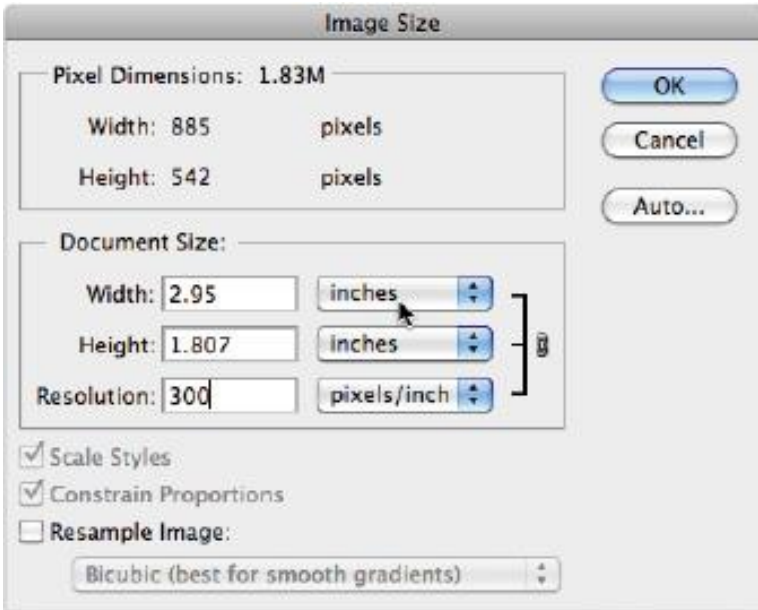 Image Size
Pixel Dimensions: 1.83M
Width: 885 pixels
Height: 542 pixels
OK
Cancel
Auto...
Document Size:
Width: 2.95 inches
Height: 1.807 inches
Resolution: 300 pixels/inch
Scale Styles
Constrain Proportions
Resample Image:
Bicubic (best for smooth gradients)